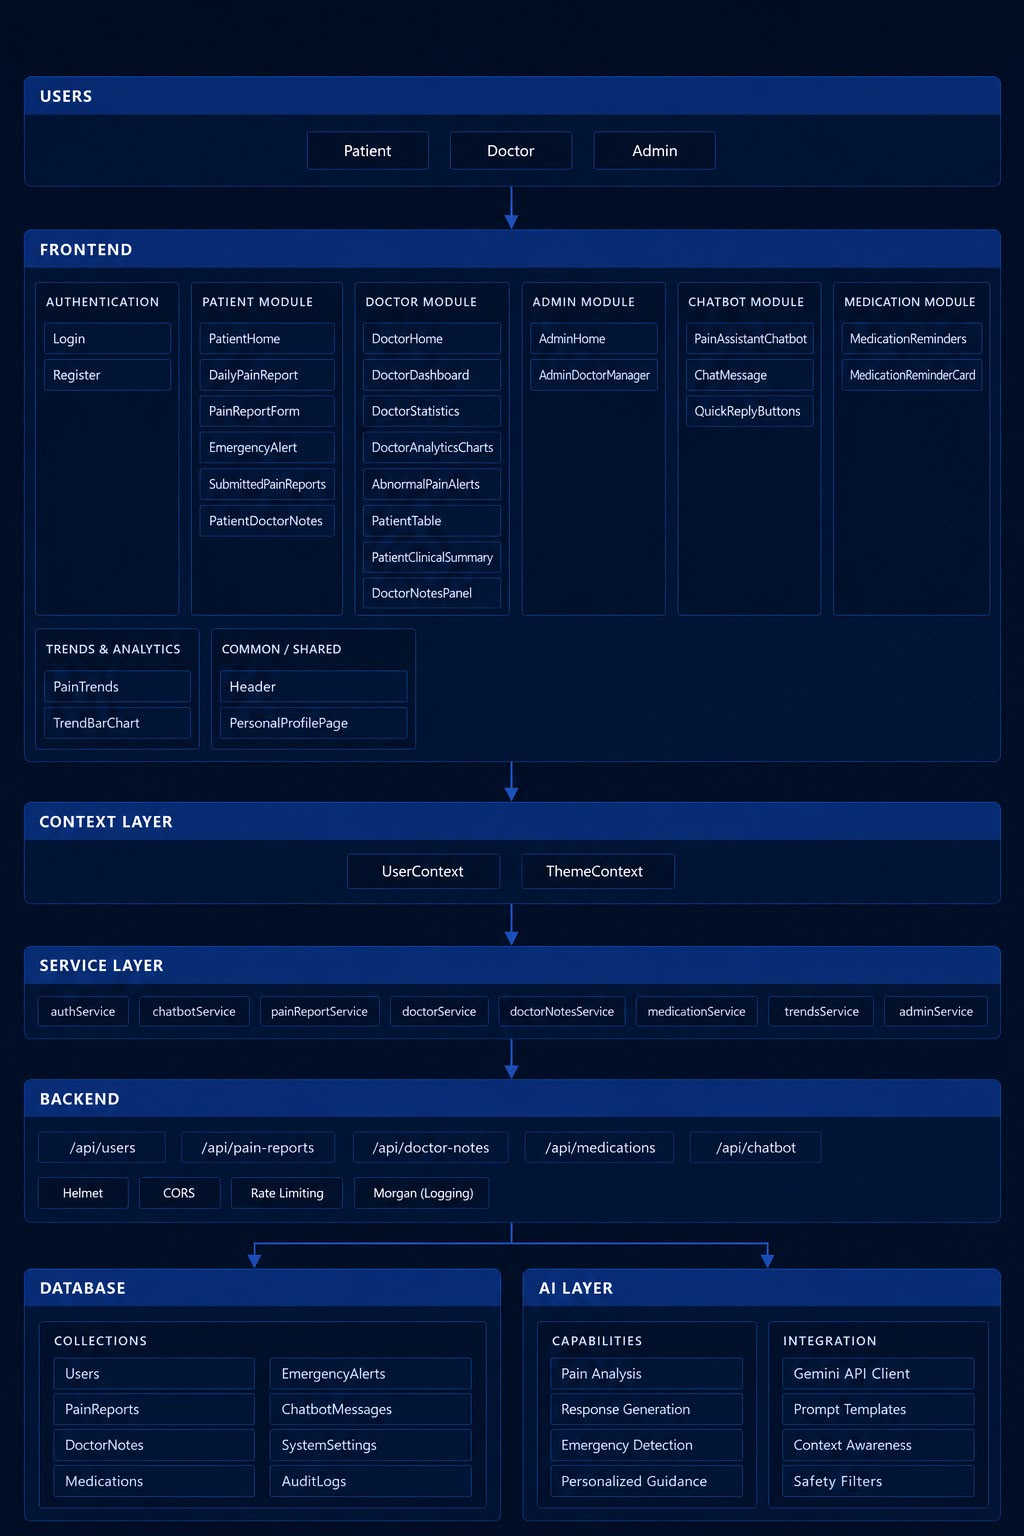 USERS
Patient
Doctor
Admin
FRONTEND
AUTHENTICATION
Login
Register
PATIENT MODULE
PatientHome
DailyPainReport
PainReportForm
EmergencyAlert
SubmittedPainReports
PatientDoctorNotes
DOCTOR MODULE
DoctorHome
DoctorDashboard
DoctorStatistics
DoctorAnalyticsCharts
AbnormalPainAlerts
PatientTable
PatientClinicalSummary
DoctorNotesPanel
ADMIN MODULE
AdminHome
AdminDoctorManager
CHATBOT MODULE
PainAssistantChatbot
ChatMessage
QuickReplyButtons
MEDICATION MODULE
MedicationReminders
MedicationReminderCard
TRENDS & ANALYTICS
PainTrends
TrendBarChart
COMMON / SHARED
Header
PersonalProfilePage
CONTEXT LAYER
UserContext
ThemeContext
SERVICE LAYER
authService
chatbotService
painReportService
doctorService
doctorNotesService
medicationService
trendsService
adminService
BACKEND
/api/users
/api/pain-reports
/api/doctor-notes
/api/medications
/api/chatbot
Helmet
CORS
Rate Limiting
Morgan (Logging)
DATABASE
COLLECTIONS
Users
PainReports
DoctorNotes
Medications
EmergencyAlerts
ChatbotMessages
SystemSettings
AuditLogs
AI LAYER
CAPABILITIES
Pain Analysis
Response Generation
Emergency Detection
Personalized Guidance
INTEGRATION
Gemini API Client
Prompt Templates
Context Awareness
Safety Filters